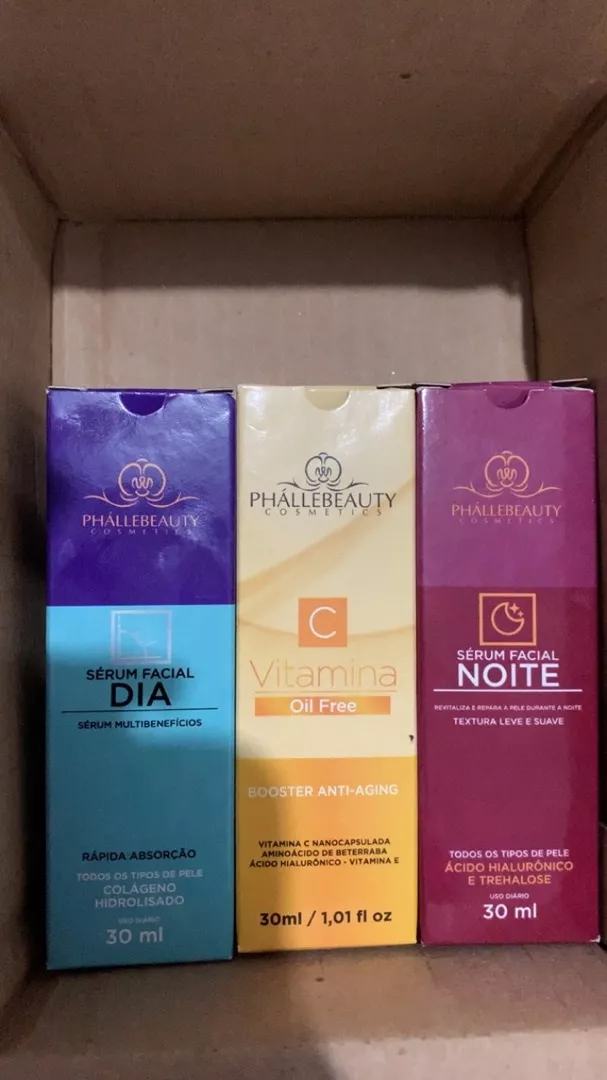 PHÁLLEBEAUTY
COSMETICS
SÉRUM FACIAL
DIA
SÉRUM MULTIBENEFÍCIOS
RÁPIDA ABSORÇÃO
TODOS OS TIPOS DE PELE
COLÁGENO
HIDROLISADO
USO DIÁRIO
30 ml
PHÁLLEBEAUTY
COSMETICS
C
Vitamina
Oil Free
BOOSTER ANTI-AGING
VITAMINA C NANOCAPSULADA
AMINOÁCIDO DE BETERRABA
ÁCIDO HIALURÔNICO - VITAMINA E
30ml / 1,01 fl oz
PHÁLLEBEAUTY
COSMETICS
SÉRUM FACIAL
NOITE
REVITALIZA E REPARA A PELE DURANTE A NOITE
TEXTURA LEVE E SUAVE
TODOS OS TIPOS DE PELE
ÁCIDO HIALURÔNICO
E TREHALOSE
USO DIÁRIO
30 ml